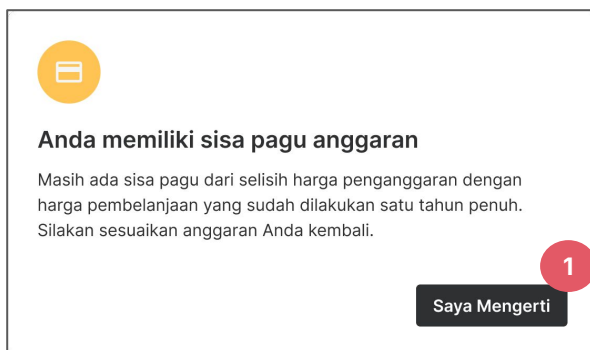 Anda memiliki sisa pagu anggaran
Masih ada sisa pagu dari selisih harga penganggaran dengan
harga pembelanjaan yang sudah dilakukan satu tahun penuh.
Silakan sesuaikan anggaran Anda kembali.
1
Saya Mengerti